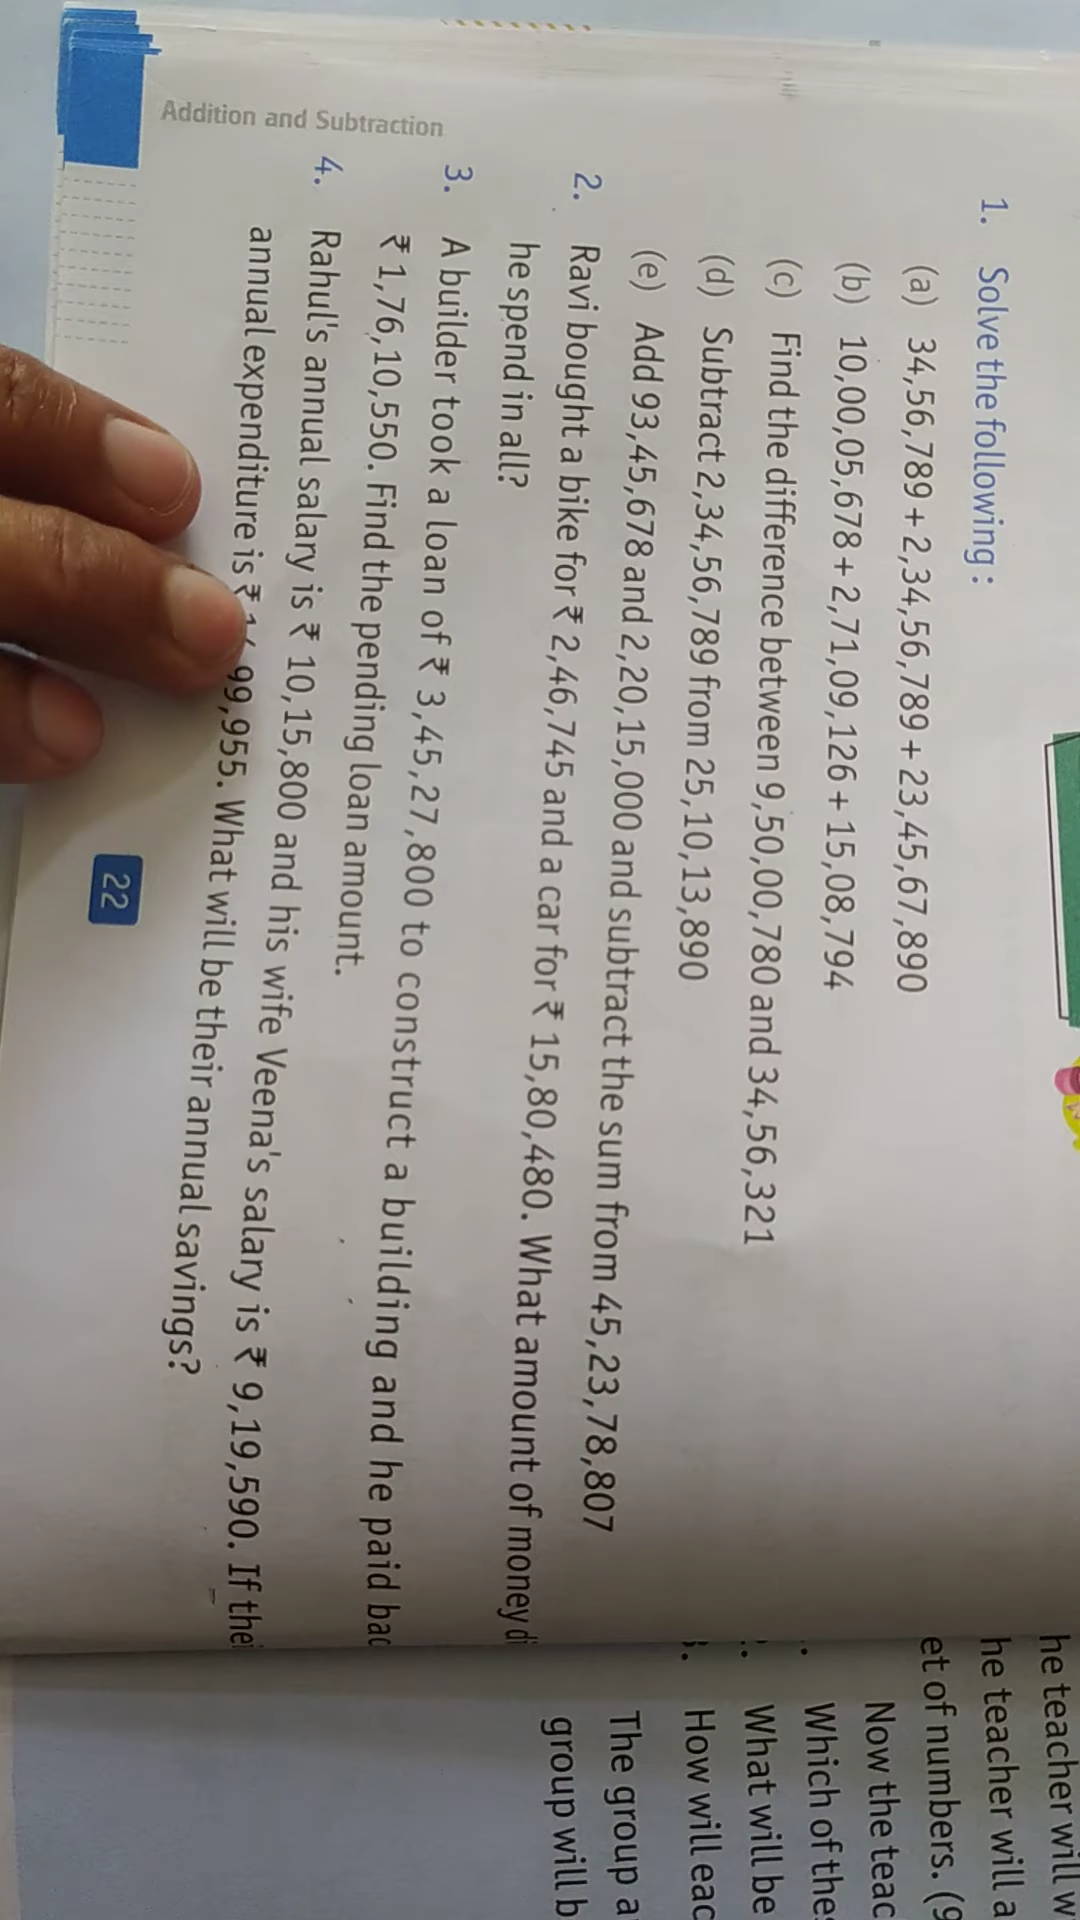 1. Solve the following :
(a) 34,56,789 + 2,34,56,789 + 23,45,67,890
(b) 10,00,05,678 + 2,71,09,126 + 15,08,794
(c) Find the difference between 9,50,00,780 and 34,56,321
(d) Subtract 2,34,56,789 from 25,10,13,890
(e) Add 93,45,678 and 2,20,15,000 and subtract the sum from 45,23,78,807
2. Ravi bought a bike for ₹ 2,46,745 and a car for ₹ 15,80,480. What amount of money
he spend in all?
3. A builder took a loan of ₹ 3,45,27,800 to construct a building and he paid
₹ 1,76,10,550. Find the pending loan amount.
4. Rahul's annual salary is ₹ 10,15,800 and his wife Veena's salary is ₹ 9,19,590. If
annual expenditure is ₹ 99,955. What will be their annual savings?
Addition and Subtraction
22
he teacher will w
he teacher will a
et of numbers. (9
Now the teac
Which of thes
What will be
How will eac
The group a
group will b